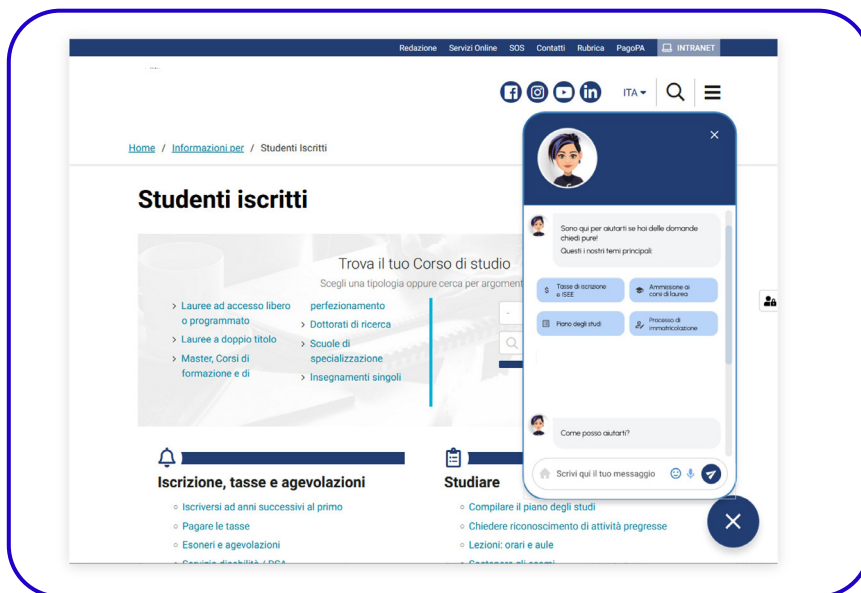 Redazione Servizi Online SOS Contatti Rubrica PagoPA INTRANET
ITA
Home / Informazioni per / Studenti Iscritti
Studenti iscritti
Trova il tuo Corso di studio
Scegli una tipologia oppure cerca per argoment
> Lauree ad accesso libero
o programmato
> Lauree a doppio titolo
> Master, Corsi di
formazione e di
perfezionamento
> Dottorati di ricerca
> Scuole di
specializzazione
> Insegnamenti singoli
-
Iscrizione, tasse e agevolazioni
Iscriversi ad anni successivi al primo
Pagare le tasse
Esoneri e agevolazioni
Servizio disabilità / DSA
Studiare
Compilare il piano degli studi
Chiedere riconoscimento di attività pregresse
Lezioni: orari e aule
Sostenere gli esami
Sono qui per aiutarti se hai delle domande
chiedi pure!
Questi i nostri temi principali:
Tasse di iscrizione
e ISEE
Ammissione ai
corsi di laurea
Piano degli studi
Processo di
immatricolazione
Come posso aiutarti?
Scrivi qui il tuo messaggio